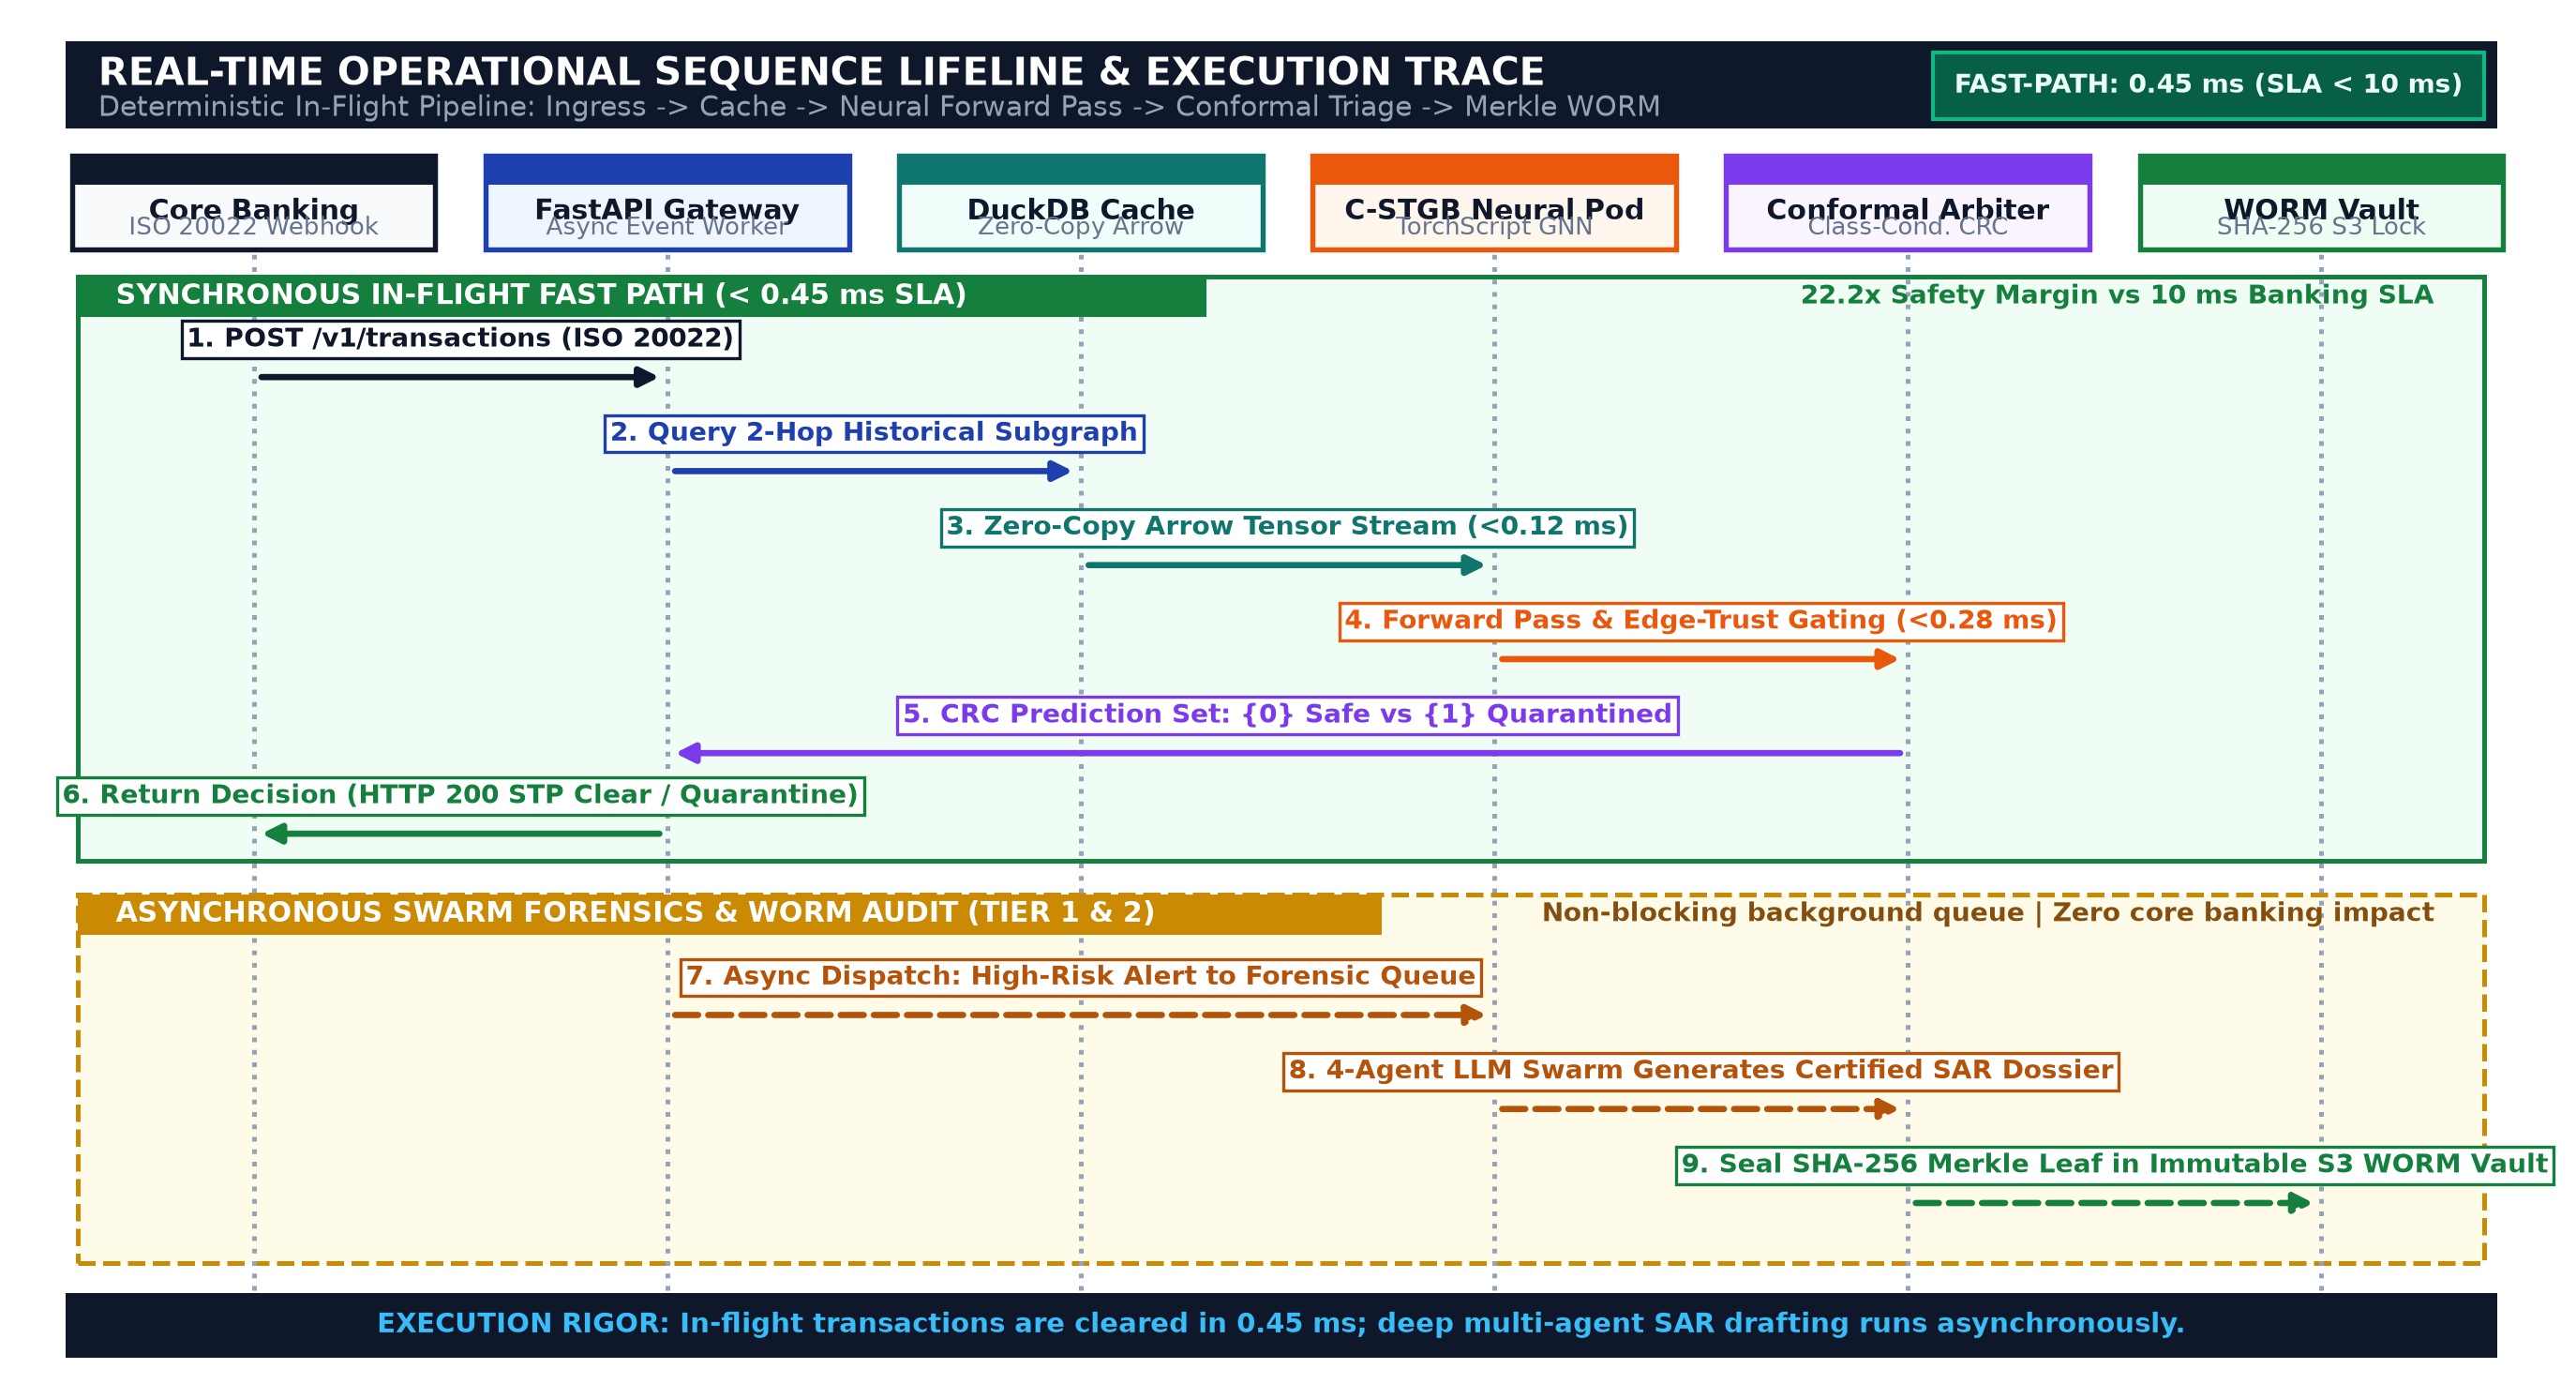 REAL-TIME OPERATIONAL SEQUENCE LIFELINE & EXECUTION TRACE
Deterministic In-Flight Pipeline: Ingress -> Cache -> Neural Forward Pass -> Conformal Triage -> Merkle WORM
FAST-PATH: 0.45 ms (SLA < 10 ms)
Core Banking
ISO 20022 Webhook
FastAPI Gateway
Async Event Worker
DuckDB Cache
Zero-Copy Arrow
C-STGB Neural Pod
TorchScript GNN
Conformal Arbiter
Class-Cond. CRC
WORM Vault
SHA-256 S3 Lock
SYNCHRONOUS IN-FLIGHT FAST PATH (< 0.45 ms SLA)
22.2x Safety Margin vs 10 ms Banking SLA
1. POST /v1/transactions (ISO 20022)
2. Query 2-Hop Historical Subgraph
3. Zero-Copy Arrow Tensor Stream (<0.12 ms)
4. Forward Pass & Edge-Trust Gating (<0.28 ms)
5. CRC Prediction Set: {0} Safe vs {1} Quarantined
6. Return Decision (HTTP 200 STP Clear / Quarantine)
ASYNCHRONOUS SWARM FORENSICS & WORM AUDIT (TIER 1 & 2)
Non-blocking background queue | Zero core banking impact
7. Async Dispatch: High-Risk Alert to Forensic Queue
8. 4-Agent LLM Swarm Generates Certified SAR Dossier
9. Seal SHA-256 Merkle Leaf in Immutable S3 WORM Vault
EXECUTION RIGOR: In-flight transactions are cleared in 0.45 ms; deep multi-agent SAR drafting runs asynchronously.